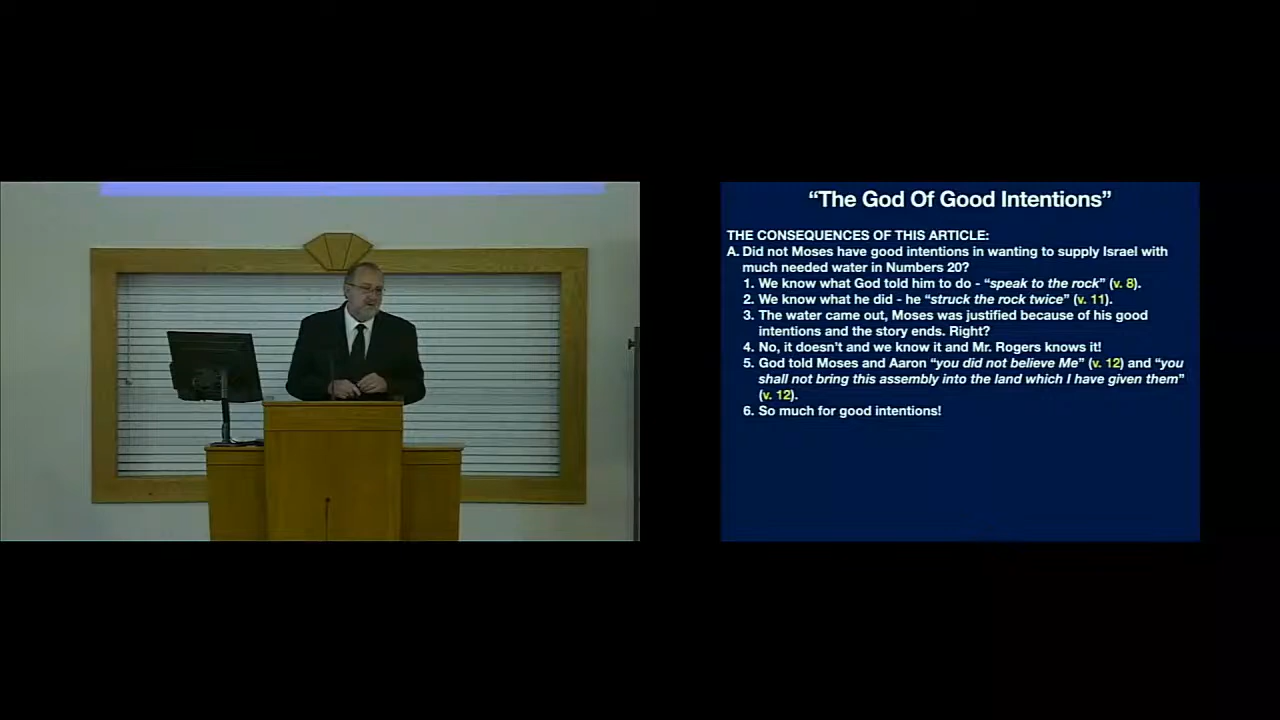 “The God Of Good Intentions”
THE CONSEQUENCES OF THIS ARTICLE:
A. Did not Moses have good intentions in wanting to supply Israel with
much needed water in Numbers 20?
1. We know what God told him to do - “speak to the rock” (v. 8).
2. We know what he did - he “struck the rock twice” (v. 11).
3. The water came out, Moses was justified because of his good
intentions and the story ends. Right?
4. No, it doesn’t and we know it and Mr. Rogers knows it!
5. God told Moses and Aaron “you did not believe Me” (v. 12) and “you
shall not bring this assembly into the land which I have given them”
(v. 12).
6. So much for good intentions!